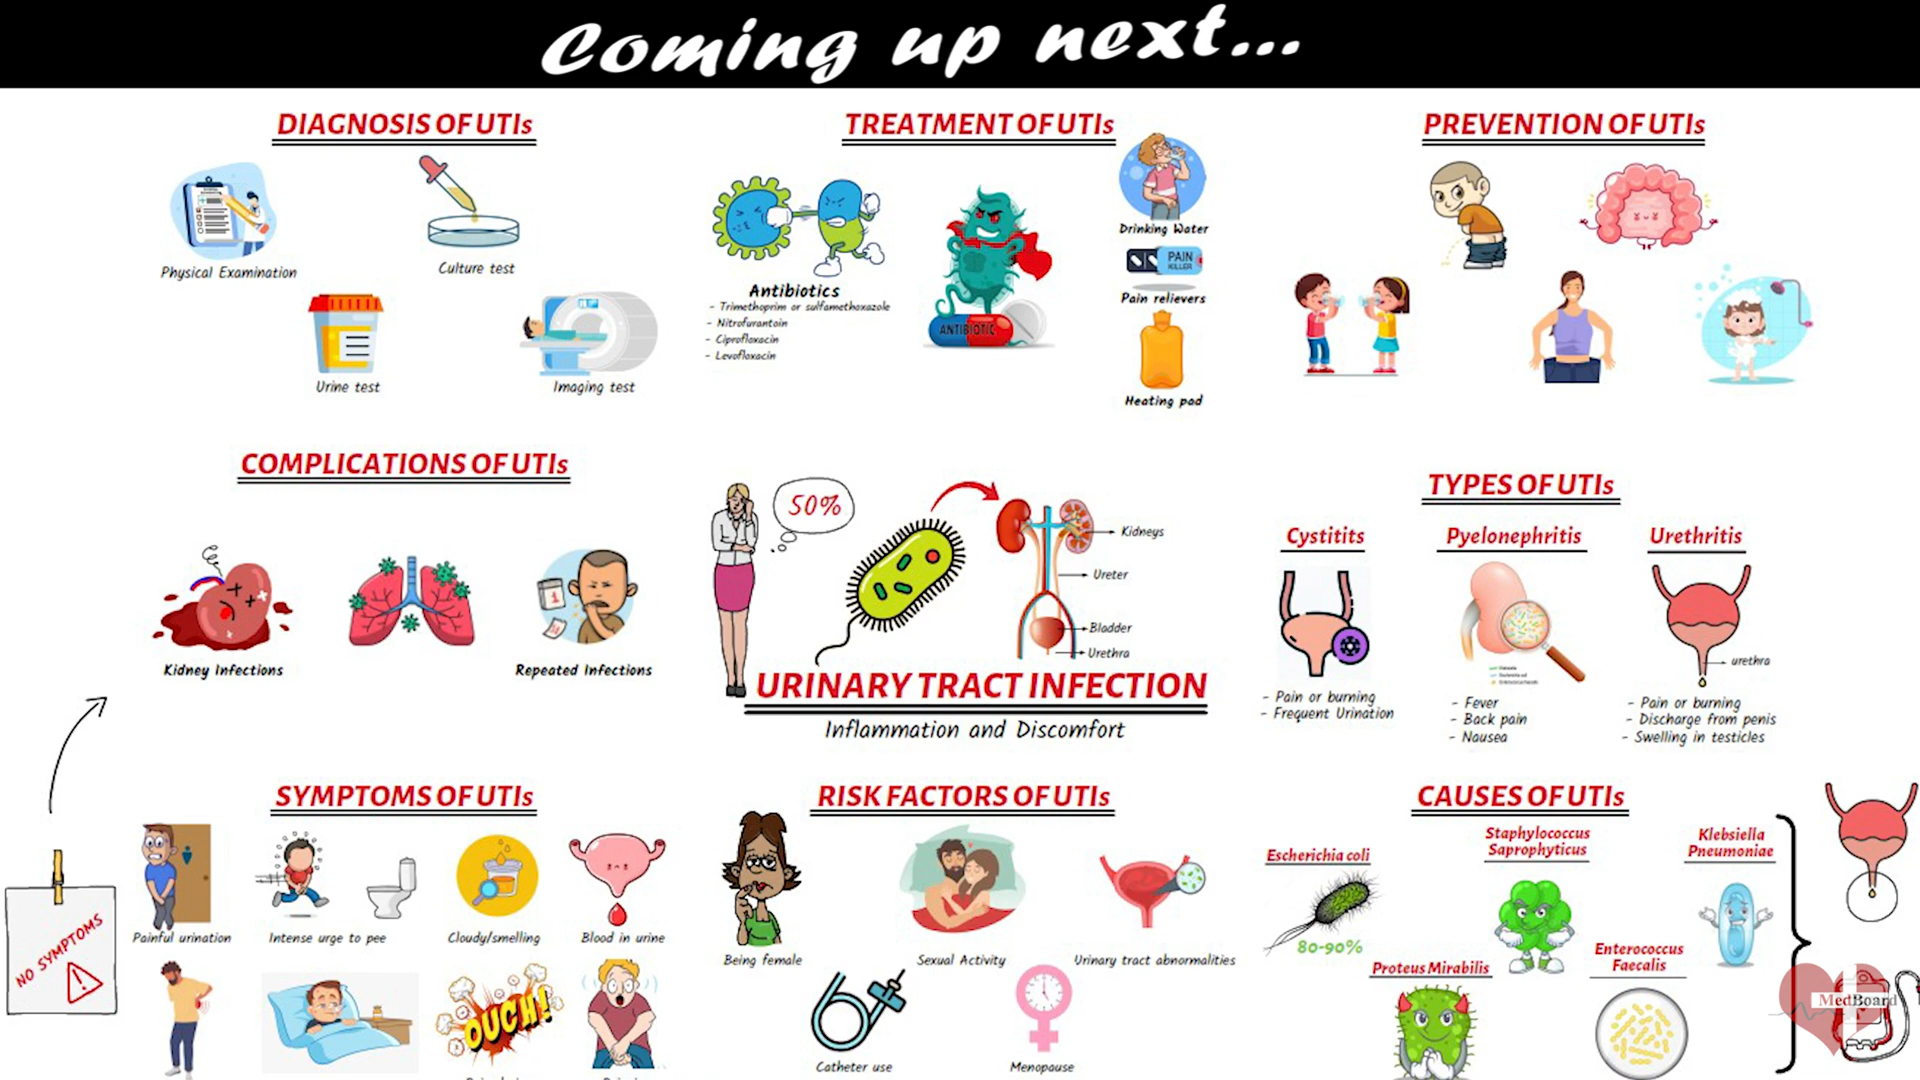 Coming up next...
DIAGNOSIS OF UTIs
Physical Examination
Culture test
Urine test
Imaging test
TREATMENT OF UTIs
Antibiotics
- Trimethoprim or sulfamethoxazole
- Nitrofurantoin
- Ciprofloxacin
- Levofloxacin
ANTIBIOTIC
Drinking Water
PAIN
KILLER
Pain relievers
Heating pad
PREVENTION OF UTIs
COMPLICATIONS OF UTIs
Kidney Infections
1
Repeated Infections
50%
Kidneys
Ureter
Bladder
Urethra
URINARY TRACT INFECTION
Inflammation and Discomfort
TYPES OF UTIs
Cystitits
- Pain or burning
- Frequent Urination
Pyelonephritis
- Fever
- Back pain
- Nausea
Urethritis
urethra
- Pain or burning
- Discharge from penis
- Swelling in testicles
SYMPTOMS OF UTIs
NO SYMPTOMS
Painful urination
Intense urge to pee
Cloudy/smelling
Blood in urine
OUCH!
RISK FACTORS OF UTIs
Being female
Sexual Activity
Urinary tract abnormalities
Catheter use
Menopause
CAUSES OF UTIs
Escherichia coli
80-90%
Staphylococcus
Saprophyticus
Klebsiella
Pneumoniae
Proteus Mirabilis
Enterococcus
Faecalis
MedBoard